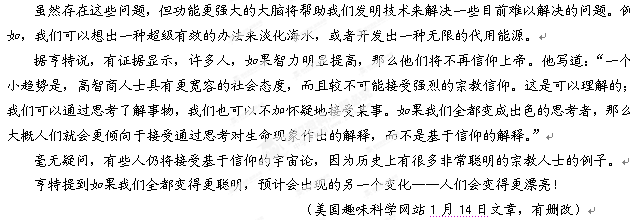 虽然存在这些问题，但功能更强大的大脑将帮助我们发明技术来解决一些目前难以解决的问题。例
如，我们可以想出一种超级有效的办法来淡化海水，或者开发出一种无限的代用能源。
据亨特说，有证据显示，许多人，如果智力明显提高，那么他们将不再信仰上帝。他写道：“一个
小趋势是，高智商人士具有更宽容的社会态度，而且较不可能接受强烈的宗教信仰。这是可以理解的；
我们可以通过思考了解事物，我们也可以不加怀疑地接受某事。如果我们全都变成出色的思考者，那么
大概人们就会更倾向于接受通过思考对生命现象作出的解释，而不是基于信仰的解释。”
毫无疑问，有些人仍将接受基于信仰的宇宙论，因为历史上有很多非常聪明的宗教人士的例子。
亨特提到如果我们全都变得更聪明，预计会出现的另一个变化——人们会变得更漂亮！
（美国趣味科学网站 1 月 14 日文章，有删改）